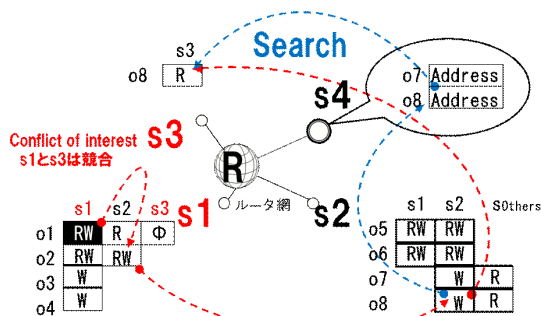 s3
o8 R
Search
o7 Address
o8 Address
s4
Conflict of interest
s1とs3は競合
s3
R
s1
ルータ網
s2
s1 s2 s3
o1 RW R Φ
o2 RW RW
o3 W
o4 W
s1 s2 sOthers
o5 RW RW
o6 RW RW
o7 W R
o8 W R